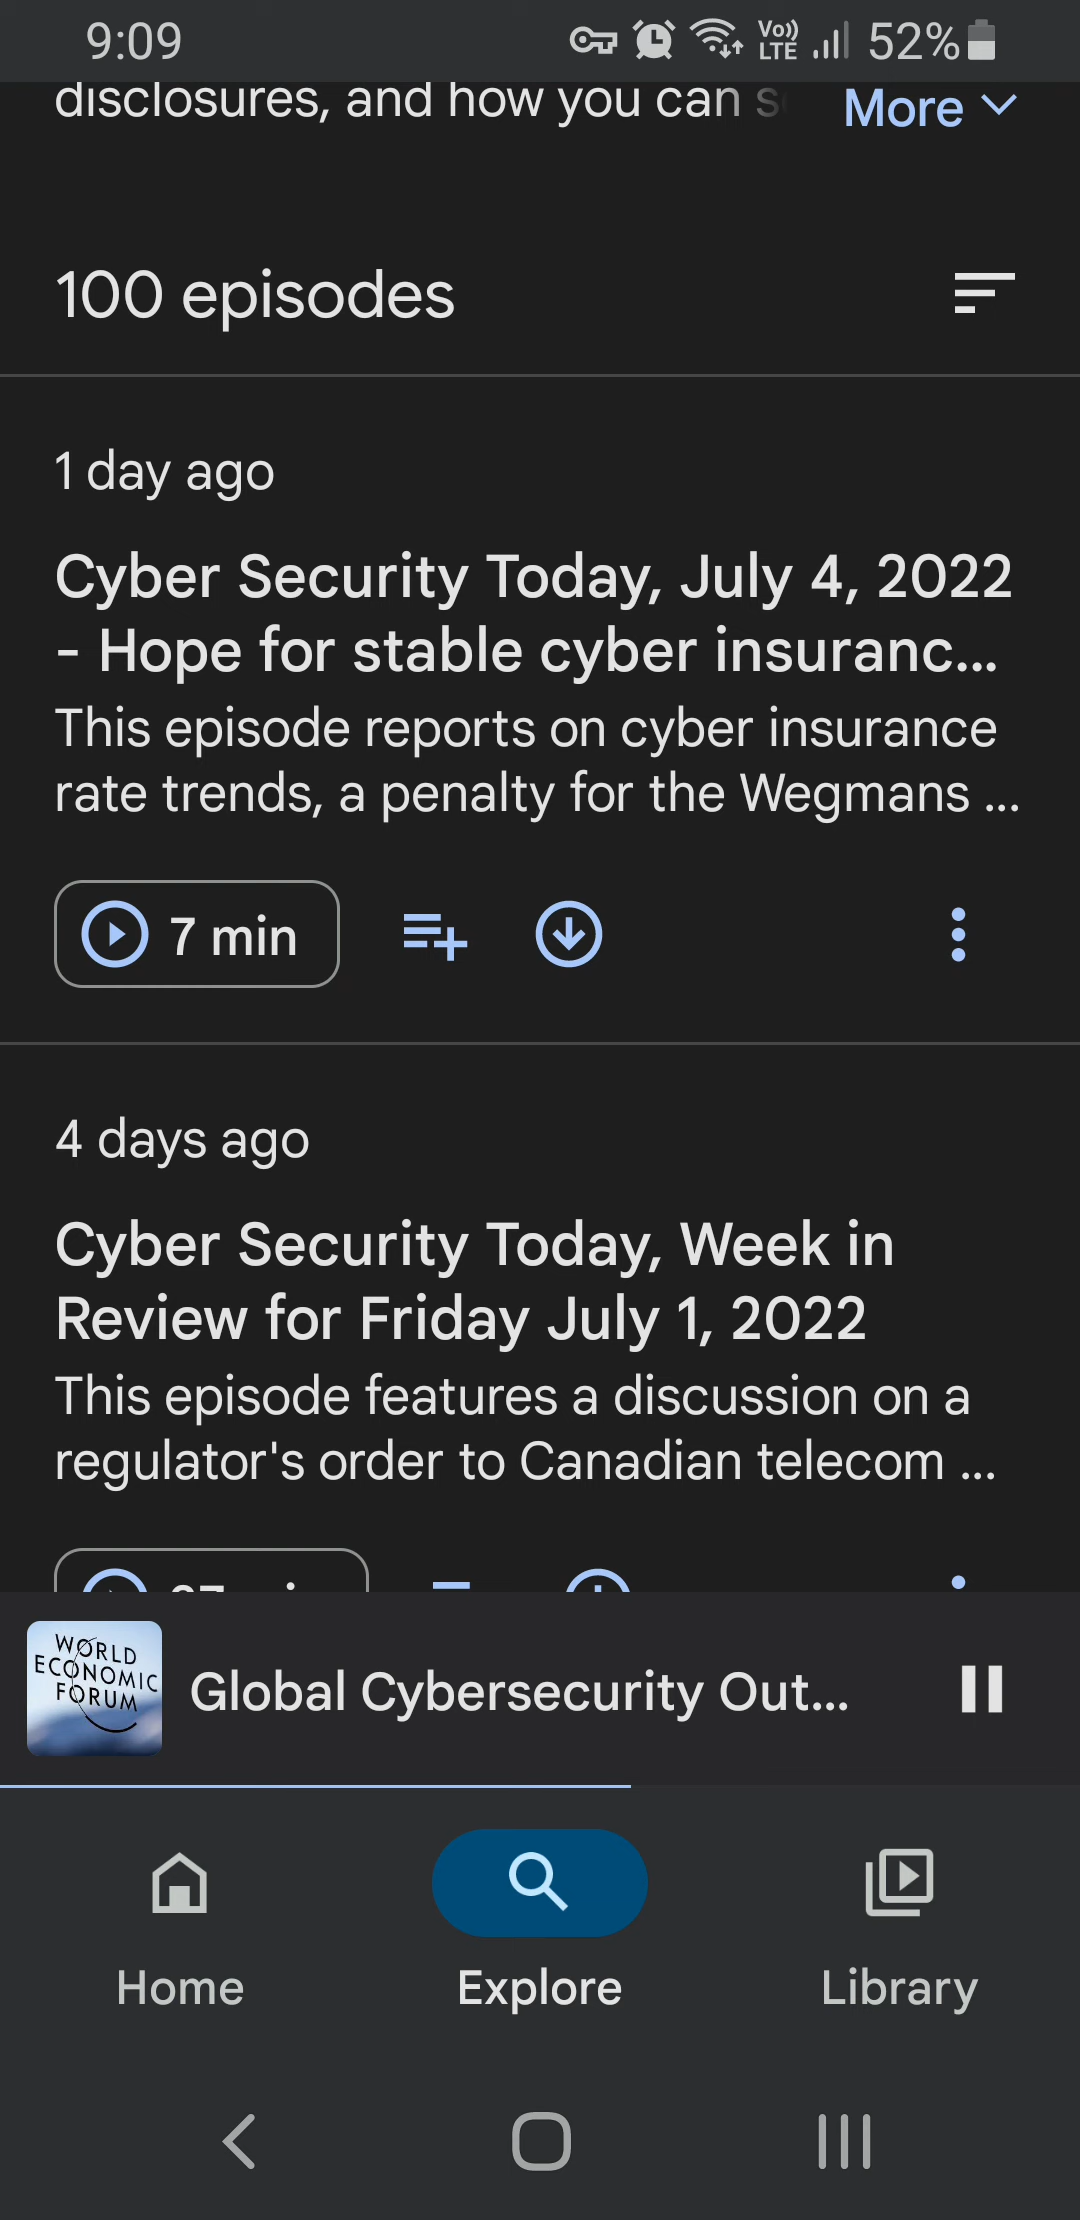 9:09
Vo)) LTE
52%
disclosures, and how you can
More
100 episodes
1 day ago
Cyber Security Today, July 4, 2022
- Hope for stable cyber insuranc...
This episode reports on cyber insurance
rate trends, a penalty for the Wegmans ...
7 min
4 days ago
Cyber Security Today, Week in
Review for Friday July 1, 2022
This episode features a discussion on a
regulator's order to Canadian telecom ...
WORLD
ECONOMIC
FORUM
Global Cybersecurity Out...
Home
Explore
Library